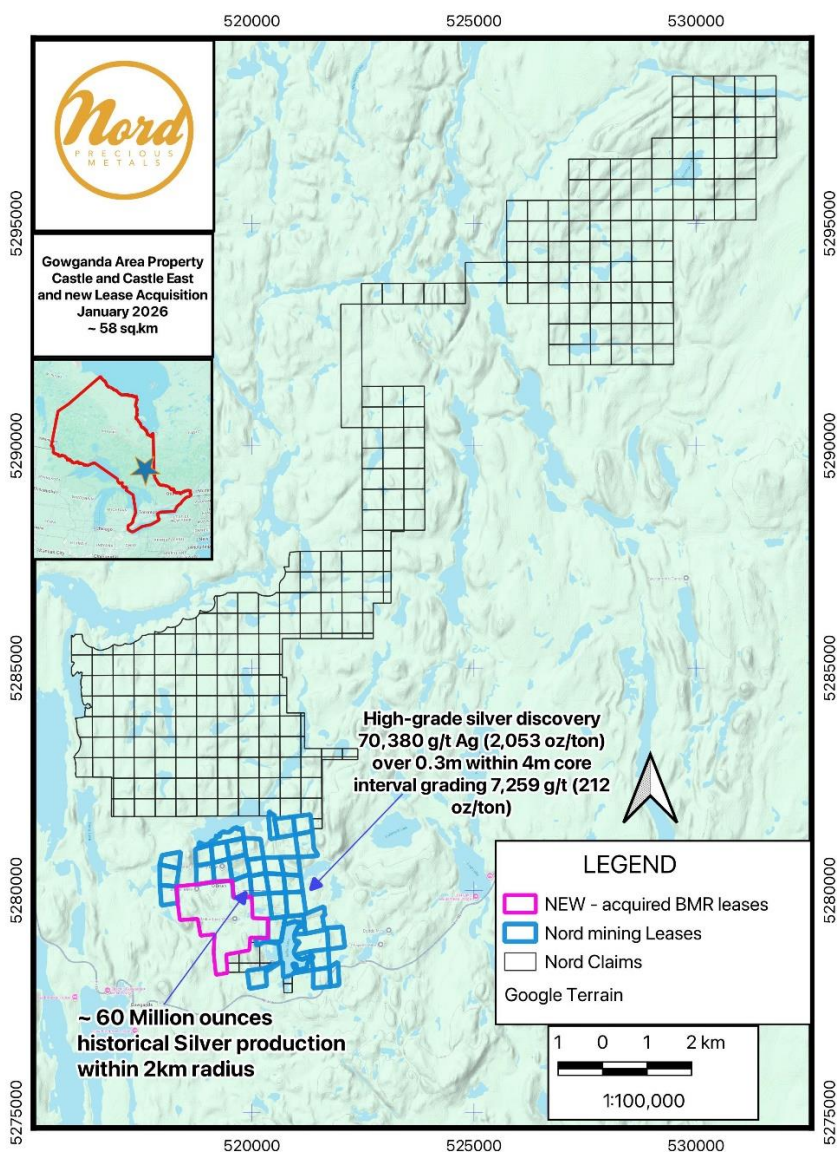 520000
525000
530000
Nord
PRECIOUS
METALS
Gowganda Area Property
Castle and Castle East
and new Lease Acquisition
January 2026
~ 58 sq.km
5295000
5295000
5290000
5290000
5285000
5285000
High-grade silver discovery
70,380 g/t Ag (2,053 oz/ton)
over 0.3m within 4m core
interval grading 7,259 g/t (212
oz/ton)
5280000
5280000
LEGEND
NEW - acquired BMR leases
Nord mining Leases
Nord Claims
Google Terrain
~ 60 Million ounces
historical Silver production
within 2km radius
1 0 1 2 km
1:100,000
5275000
5275000
520000
525000
530000